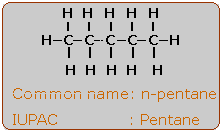 H H H H H
H-C-C-C-C-C-H
H H H H H
Common name: n-pentane
IUPAC : Pentane